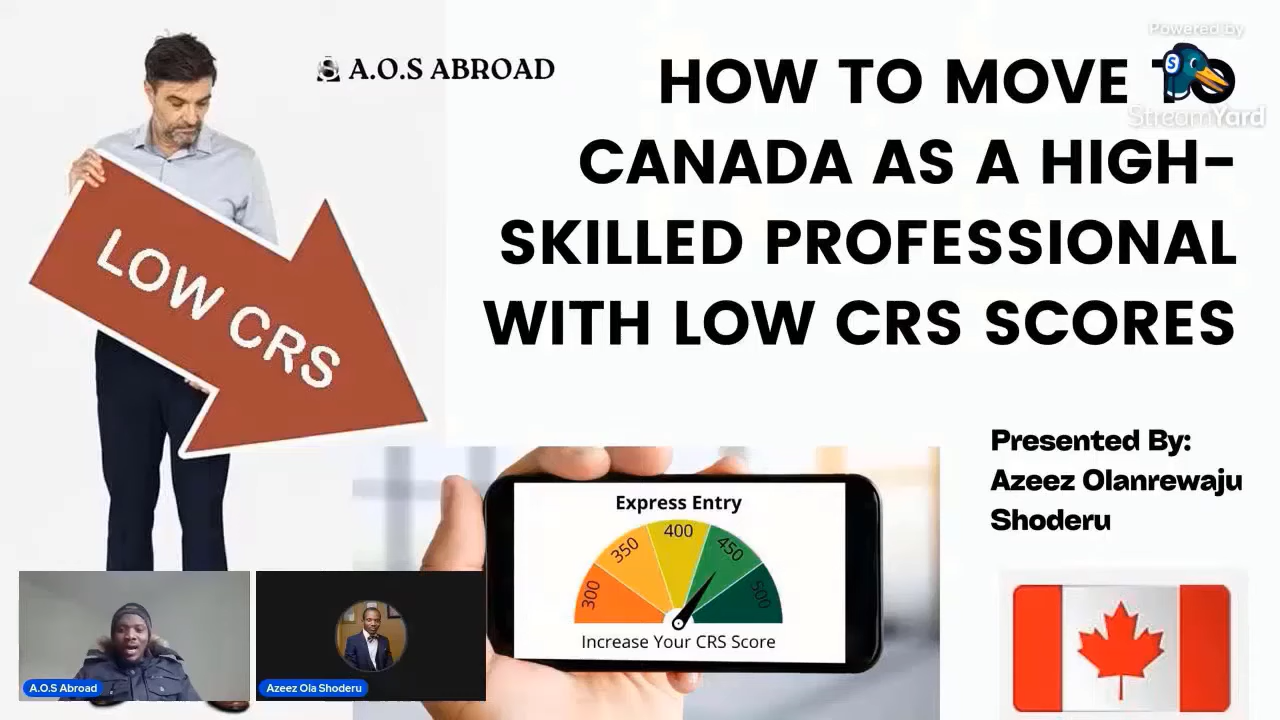 Powered by
StreamYard
A.O.S ABROAD
HOW TO MOVE TO
CANADA AS A HIGH-
SKILLED PROFESSIONAL
WITH LOW CRS SCORES
LOW CRS
Presented By:
Azeez Olanrewaju
Shoderu
Express Entry
300
350
400
450
500
Increase Your CRS Score
A.O.S Abroad
Azeez Ola Shoderu